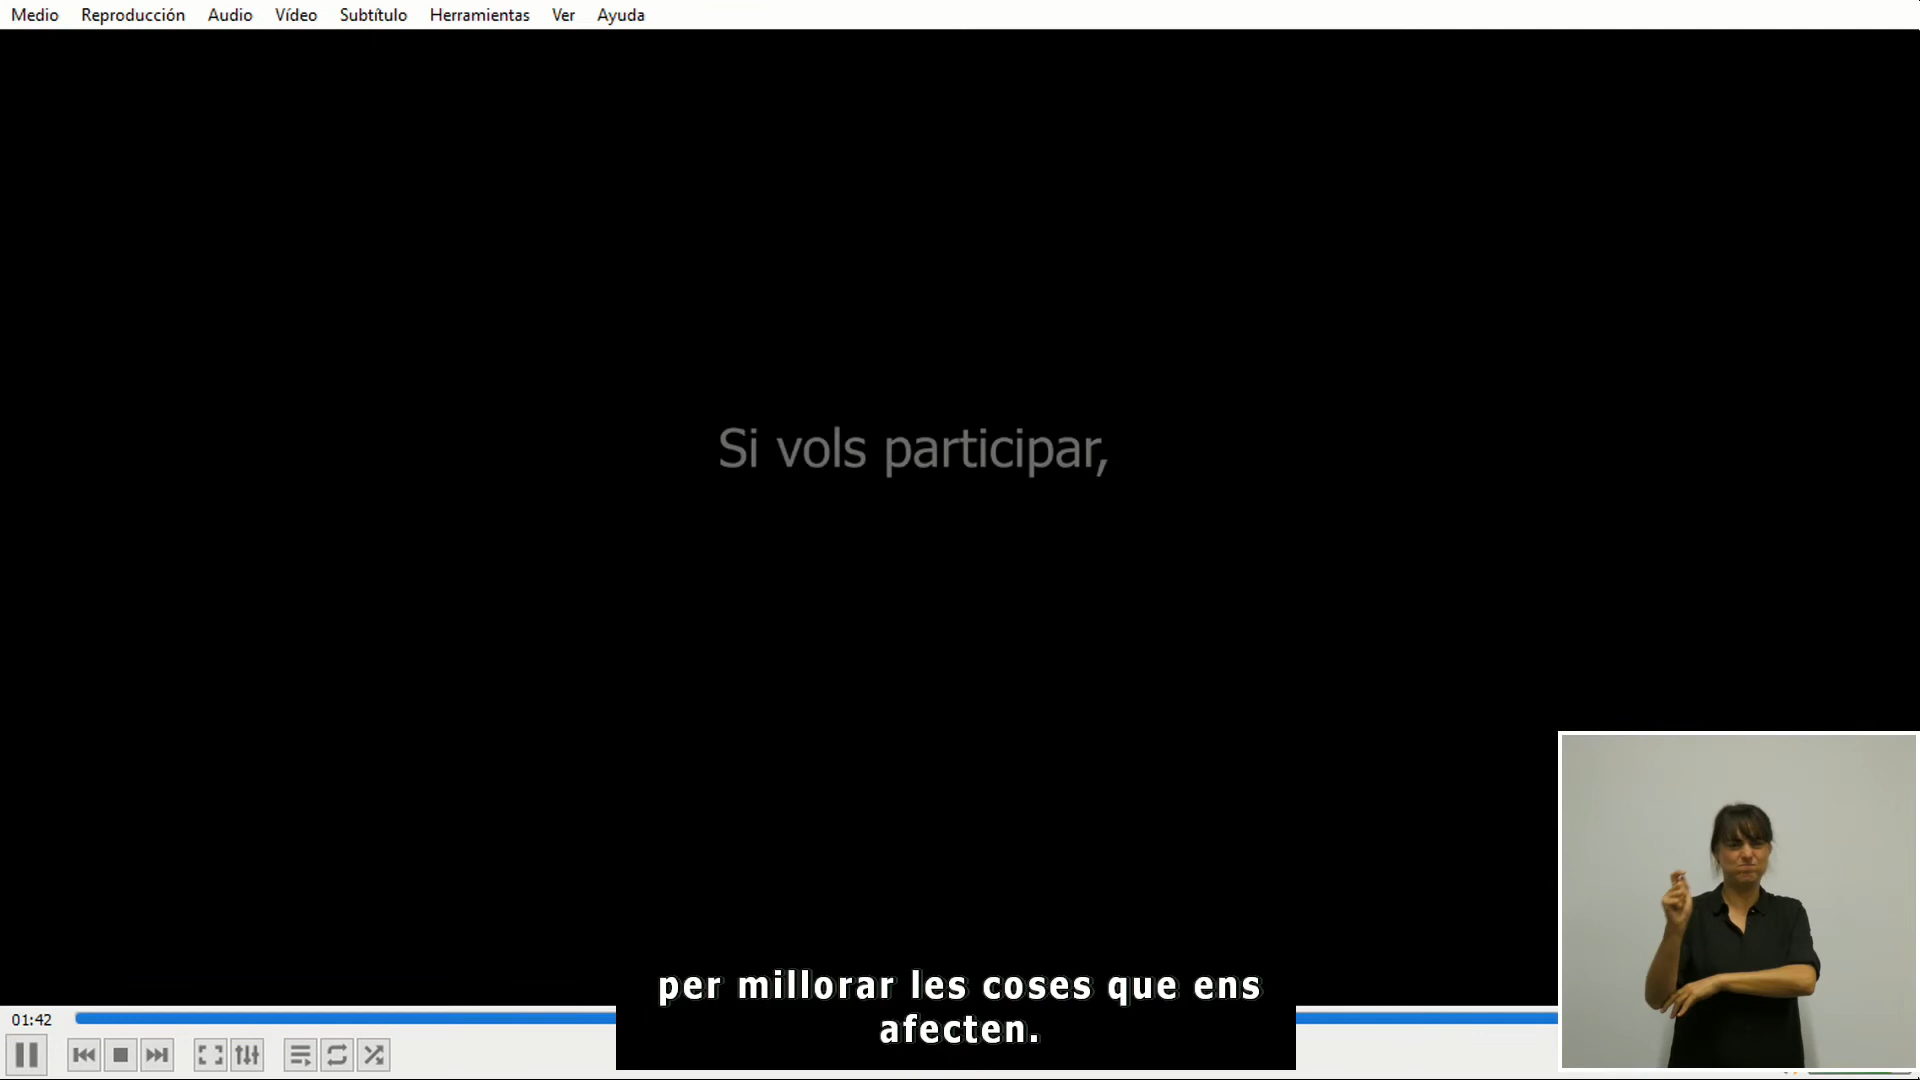 Medio Reproducción Audio Vídeo Subtítulo Herramientas Ver Ayuda
Si vols participar,
per millorar les coses que ens
afecten.
01:42